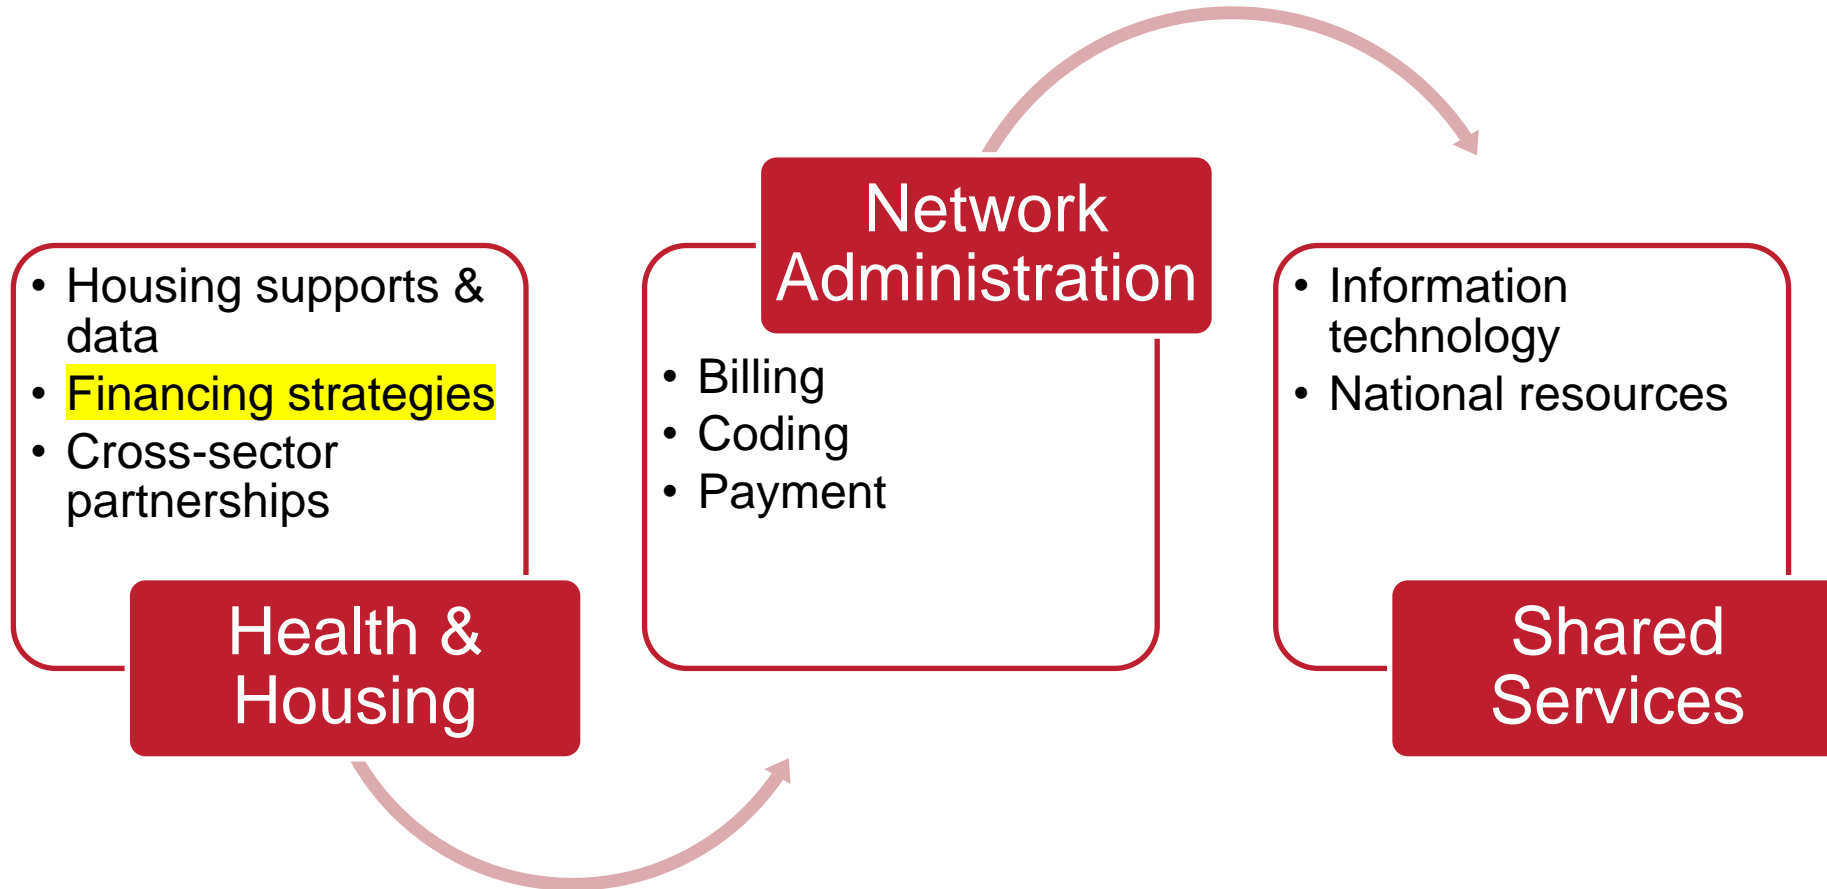 • Housing supports &
data
• Financing strategies
• Cross-sector
partnerships
Health &
Housing
Network
Administration
• Billing
• Coding
• Payment
• Information
technology
• National resources
Shared
Services